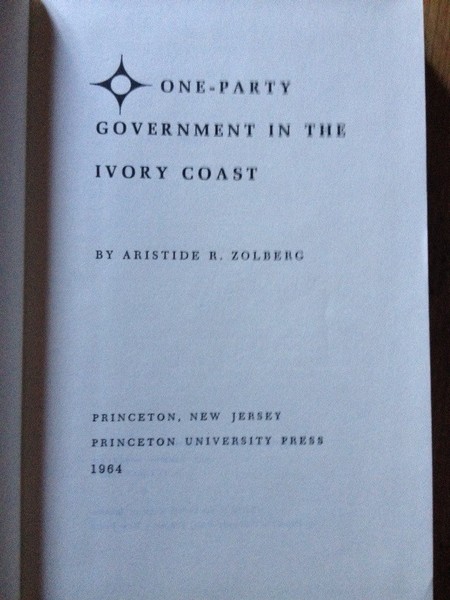 ONE-PARTY
GOVERNMENT IN THE
IVORY COAST
BY ARISTIDE R. ZOLBERG
PRINCETON, NEW JERSEY
PRINCETON UNIVERSITY PRESS
1964